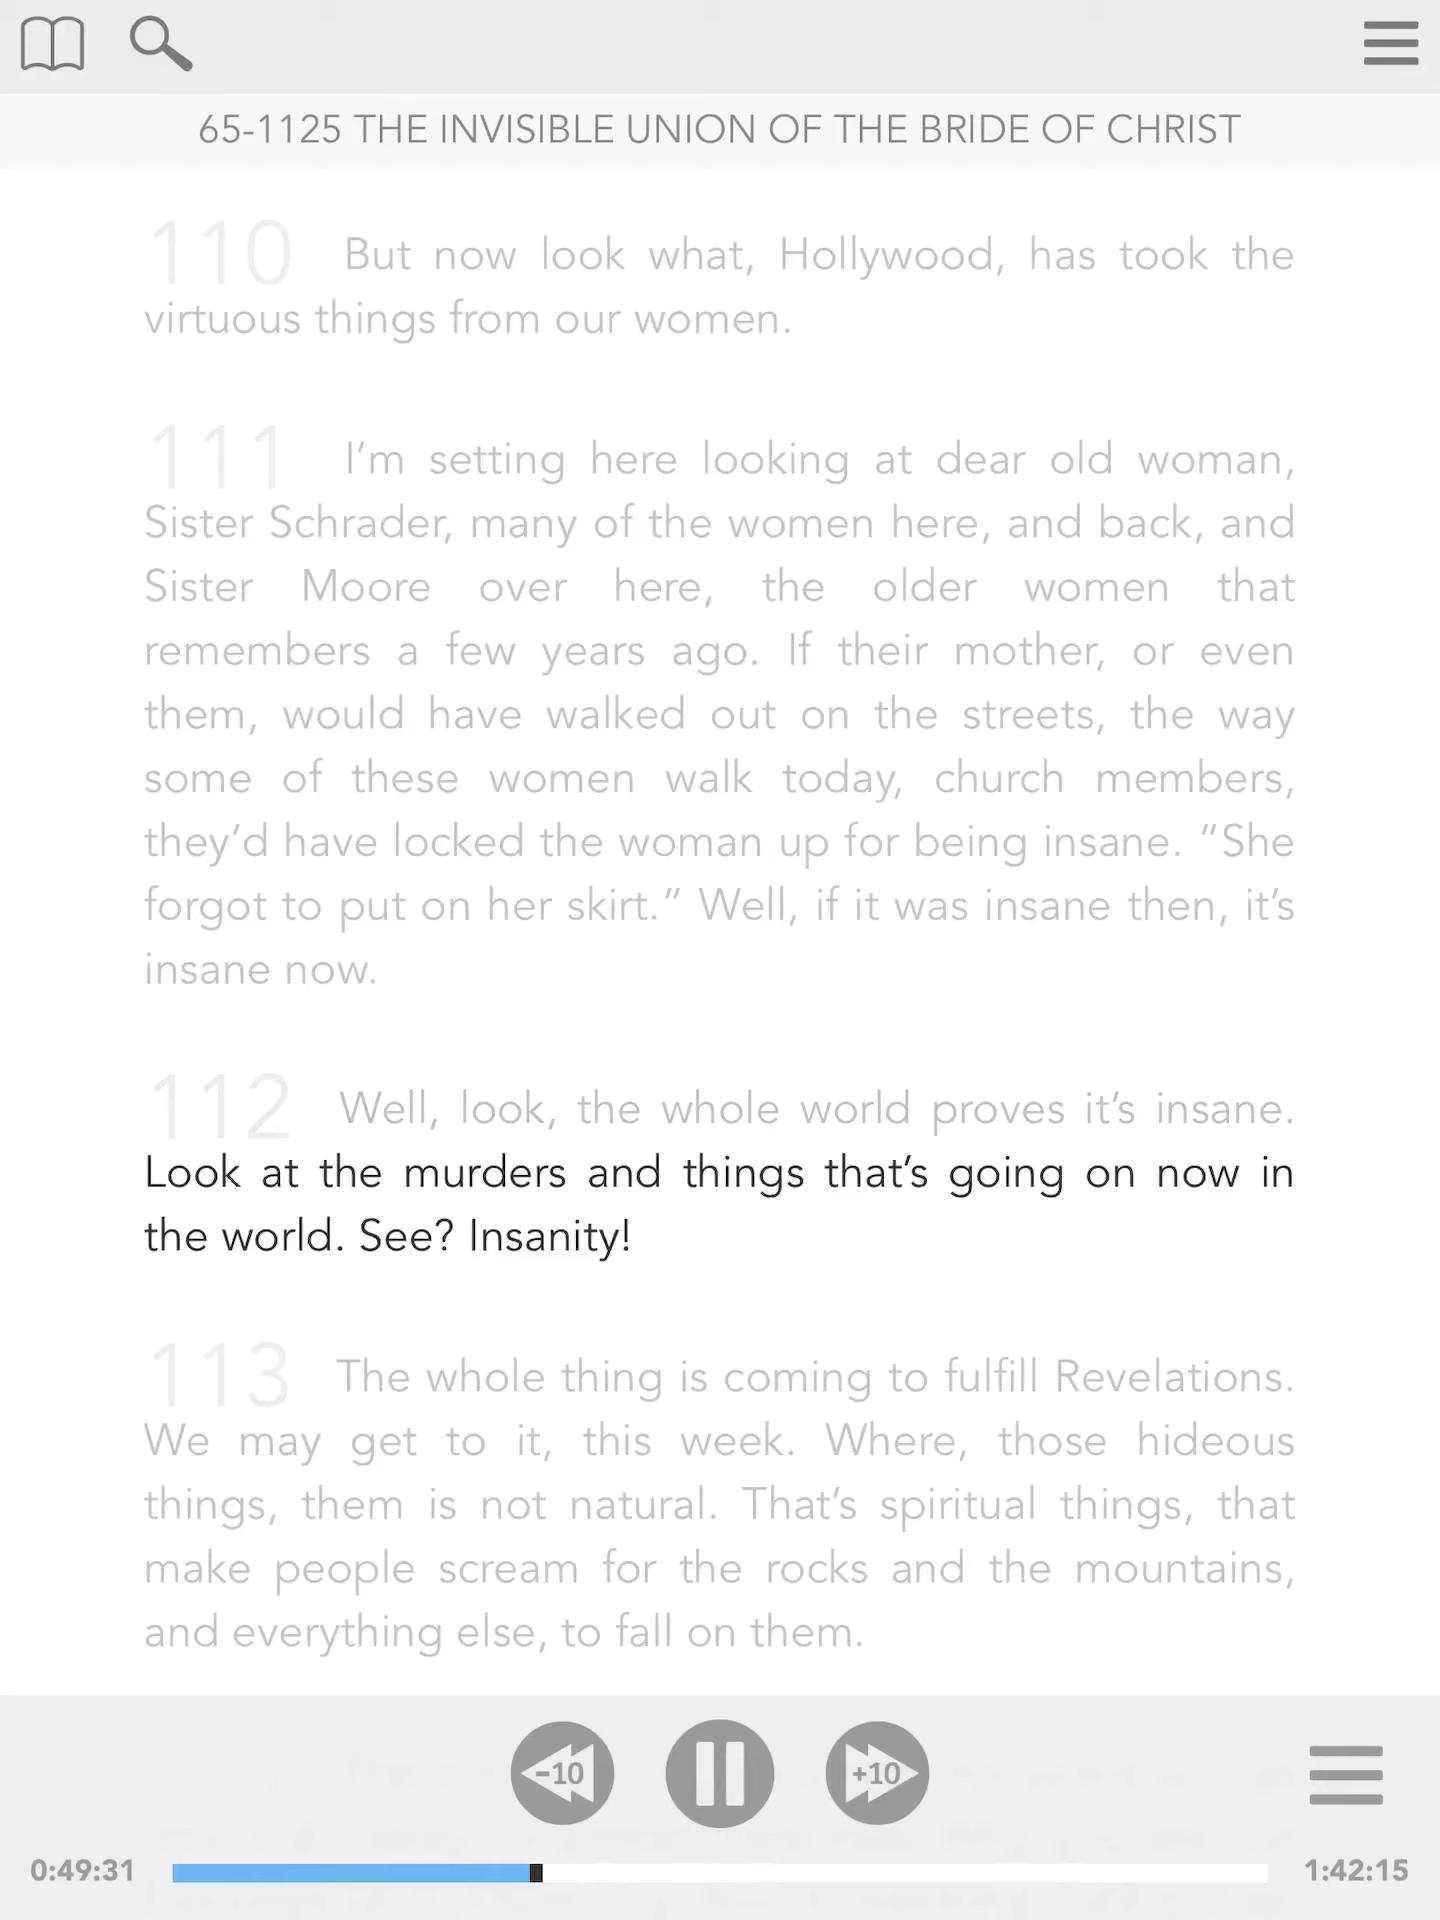 65-1125 THE INVISIBLE UNION OF THE BRIDE OF CHRIST
110 But now look what, Hollywood, has took the
virtuous things from our women.
111 I’m setting here looking at dear old woman,
Sister Schrader, many of the women here, and back, and
Sister Moore over here, the older women that
remembers a few years ago. If their mother, or even
them, would have walked out on the streets, the way
some of these women walk today, church members,
they’d have locked the woman up for being insane. “She
forgot to put on her skirt.” Well, if it was insane then, it’s
insane now.
112 Well, look, the whole world proves it’s insane.
Look at the murders and things that’s going on now in
the world. See? Insanity!
113 The whole thing is coming to fulfill Revelations.
We may get to it, this week. Where, those hideous
things, them is not natural. That’s spiritual things, that
make people scream for the rocks and the mountains,
and everything else, to fall on them.
-10 +10
0:49:31 1:42:15